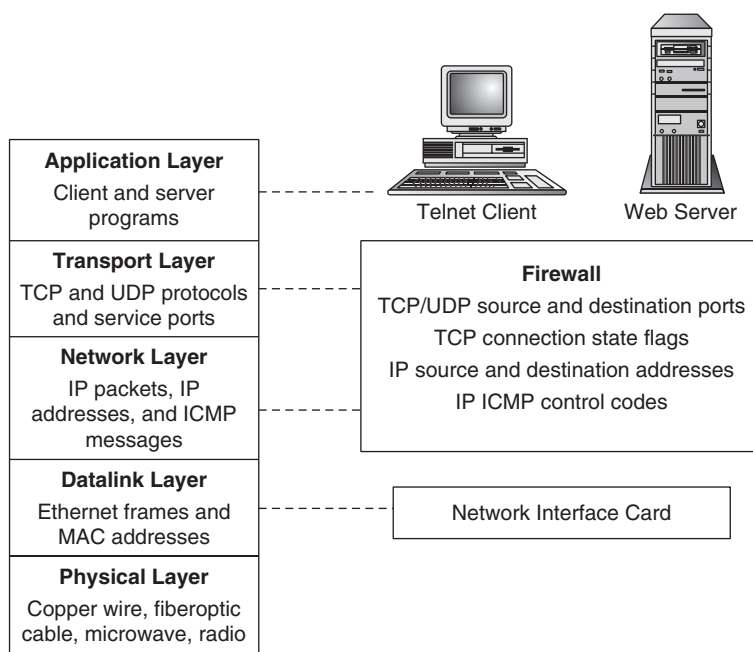 Application Layer
Client and server
programs
Telnet Client
Web Server
Transport Layer
TCP and UDP protocols
and service ports
Network Layer
IP packets, IP
addresses, and ICMP
messages
Firewall
TCP/UDP source and destination ports
TCP connection state flags
IP source and destination addresses
IP ICMP control codes
Datalink Layer
Ethernet frames and
MAC addresses
Network Interface Card
Physical Layer
Copper wire, fiberoptic
cable, microwave, radio